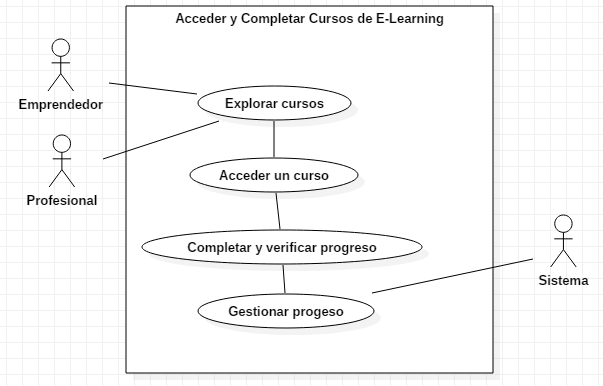 Acceder y Completar Cursos de E-Learning
Emprendedor
Explorar cursos
Profesional
Acceder un curso
Completar y verificar progreso
Sistema
Gestionar progeso